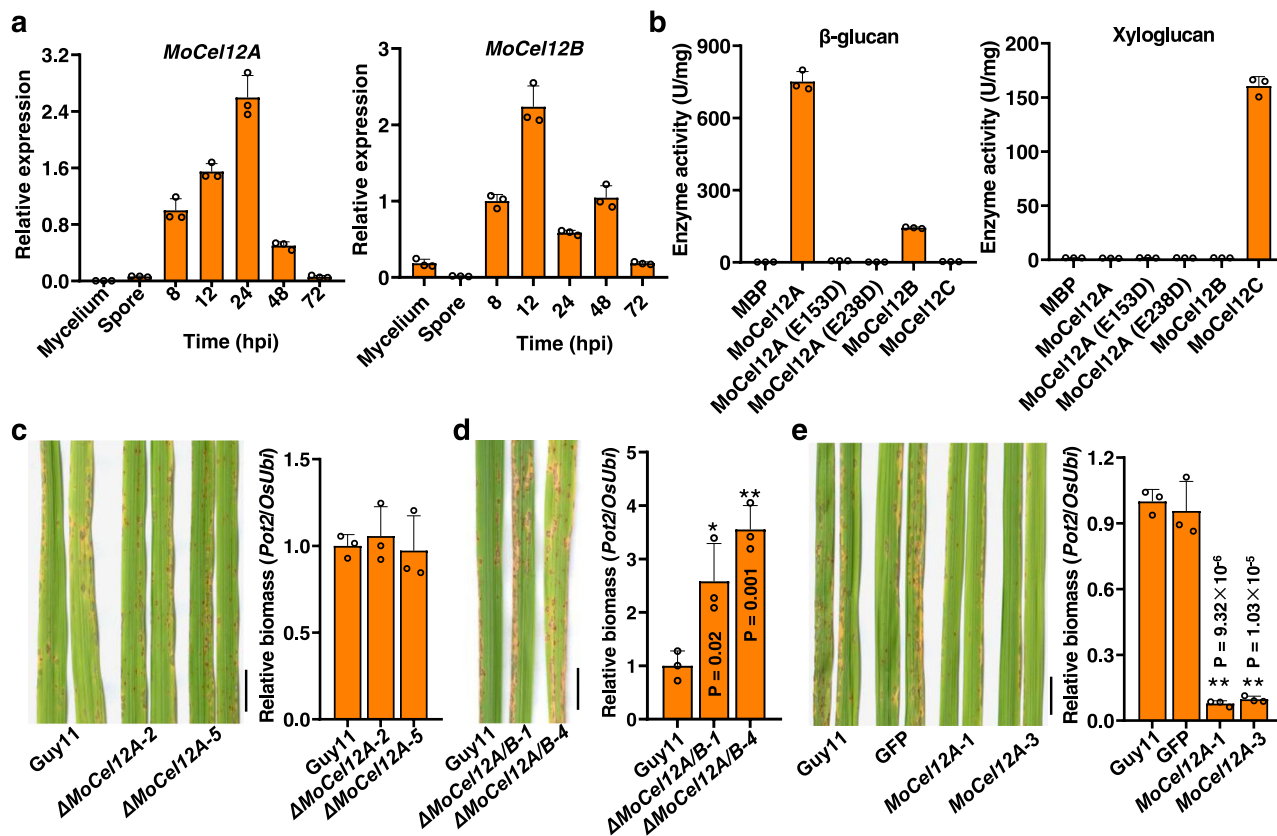 a
MoCel12A
Relative expression
3.2
2.4
1.6
0.8
0.0
Mycelium
Spore
8
12
24
48
72
Time (hpi)
MoCel12B
Relative expression
3
2
1
0
Mycelium
Spore
8
12
24
48
72
Time (hpi)
b
β-glucan
Enzyme activity (U/mg)
900
600
300
0
MBP
MoCel12A
MoCel12A (E153D)
MoCel12A (E238D)
MoCel12B
MoCel12C
Xyloglucan
Enzyme activity (U/mg)
200
150
100
50
0
MBP
MoCel12A
MoCel12A (E153D)
MoCel12A (E238D)
MoCel12B
MoCel12C
c
Guy11
ΔMoCel12A-2
ΔMoCel12A-5
Relative biomass (Pot2/OsUbi)
1.5
1.0
0.5
0.0
Guy11
ΔMoCel12A-2
ΔMoCel12A-5
d
Guy11
ΔMoCel12A/B-1
ΔMoCel12A/B-4
Relative biomass (Pot2/OsUbi)
5
4
3
2
1
0
*
P = 0.02
**
P = 0.001
Guy11
ΔMoCel12A/B-1
ΔMoCel12A/B-4
e
Guy11
GFP
MoCel12A-1
MoCel12A-3
Relative biomass (Pot2/OsUbi)
1.2
0.9
0.6
0.3
0.0
**
P = 9.32×10⁻⁶
**
P = 1.03×10⁻⁵
Guy11
GFP
MoCel12A-1
MoCel12A-3